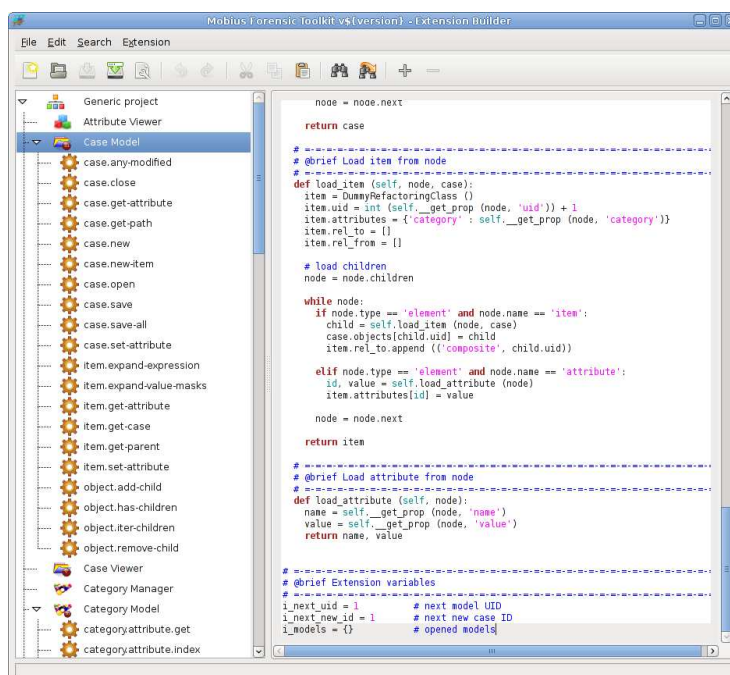 Mobius Forensic Toolkit v${version} - Extension Builder
File Edit Search Extension
Generic project
Attribute Viewer
Case Model
case.any-modified
case.close
case.get-attribute
case.get-path
case.new
case.new-item
case.open
case.save
case.save-all
case.set-attribute
item.expand-expression
item.expand-value-masks
item.get-attribute
item.get-case
item.get-parent
item.set-attribute
object.add-child
object.has-children
object.iter-children
object.remove-child
Case Viewer
Category Manager
Category Model
category.attribute.get
category.attribute.index
node = node.next
return case
# =-=-=-=-=-=-=-=-=-=-=-=-=-=-=-=-=-=-=-=-=-=-=-=-=-=-=-=-=-=-=-=-=-=-=-=
# @brief Load item from node
# =-=-=-=-=-=-=-=-=-=-=-=-=-=-=-=-=-=-=-=-=-=-=-=-=-=-=-=-=-=-=-=-=-=-=-=
def load_item (self, node, case):
item = DummyRefactoringClass ()
item.uid = int (self.__get_prop (node, 'uid')) + 1
item.attributes = {'category' : self.__get_prop (node, 'category')}
item.rel_to = []
item.rel_from = []
# load children
node = node.children
while node:
if node.type == 'element' and node.name == 'item':
child = self.load_item (node, case)
case.objects[child.uid] = child
item.rel_to.append (('composite', child.uid))
elif node.type == 'element' and node.name == 'attribute':
id, value = self.load_attribute (node)
item.attributes[id] = value
node = node.next
return item
# =-=-=-=-=-=-=-=-=-=-=-=-=-=-=-=-=-=-=-=-=-=-=-=-=-=-=-=-=-=-=-=-=-=-=-=
# @brief Load attribute from node
# =-=-=-=-=-=-=-=-=-=-=-=-=-=-=-=-=-=-=-=-=-=-=-=-=-=-=-=-=-=-=-=-=-=-=-=
def load_attribute (self, node):
name = self.__get_prop (node, 'name')
value = self.__get_prop (node, 'value')
return name, value
# =-=-=-=-=-=-=-=-=-=-=-=-=-=-=-=-=-=-=-=-=-=-=-=-=-=-=-=-=-=-=-=-=-=-=-=-=
# @brief Extension variables
# =-=-=-=-=-=-=-=-=-=-=-=-=-=-=-=-=-=-=-=-=-=-=-=-=-=-=-=-=-=-=-=-=-=-=-=-=
i_next_uid = 1 # next model UID
i_next_new_id = 1 # next new case ID
i_models = {} # opened models